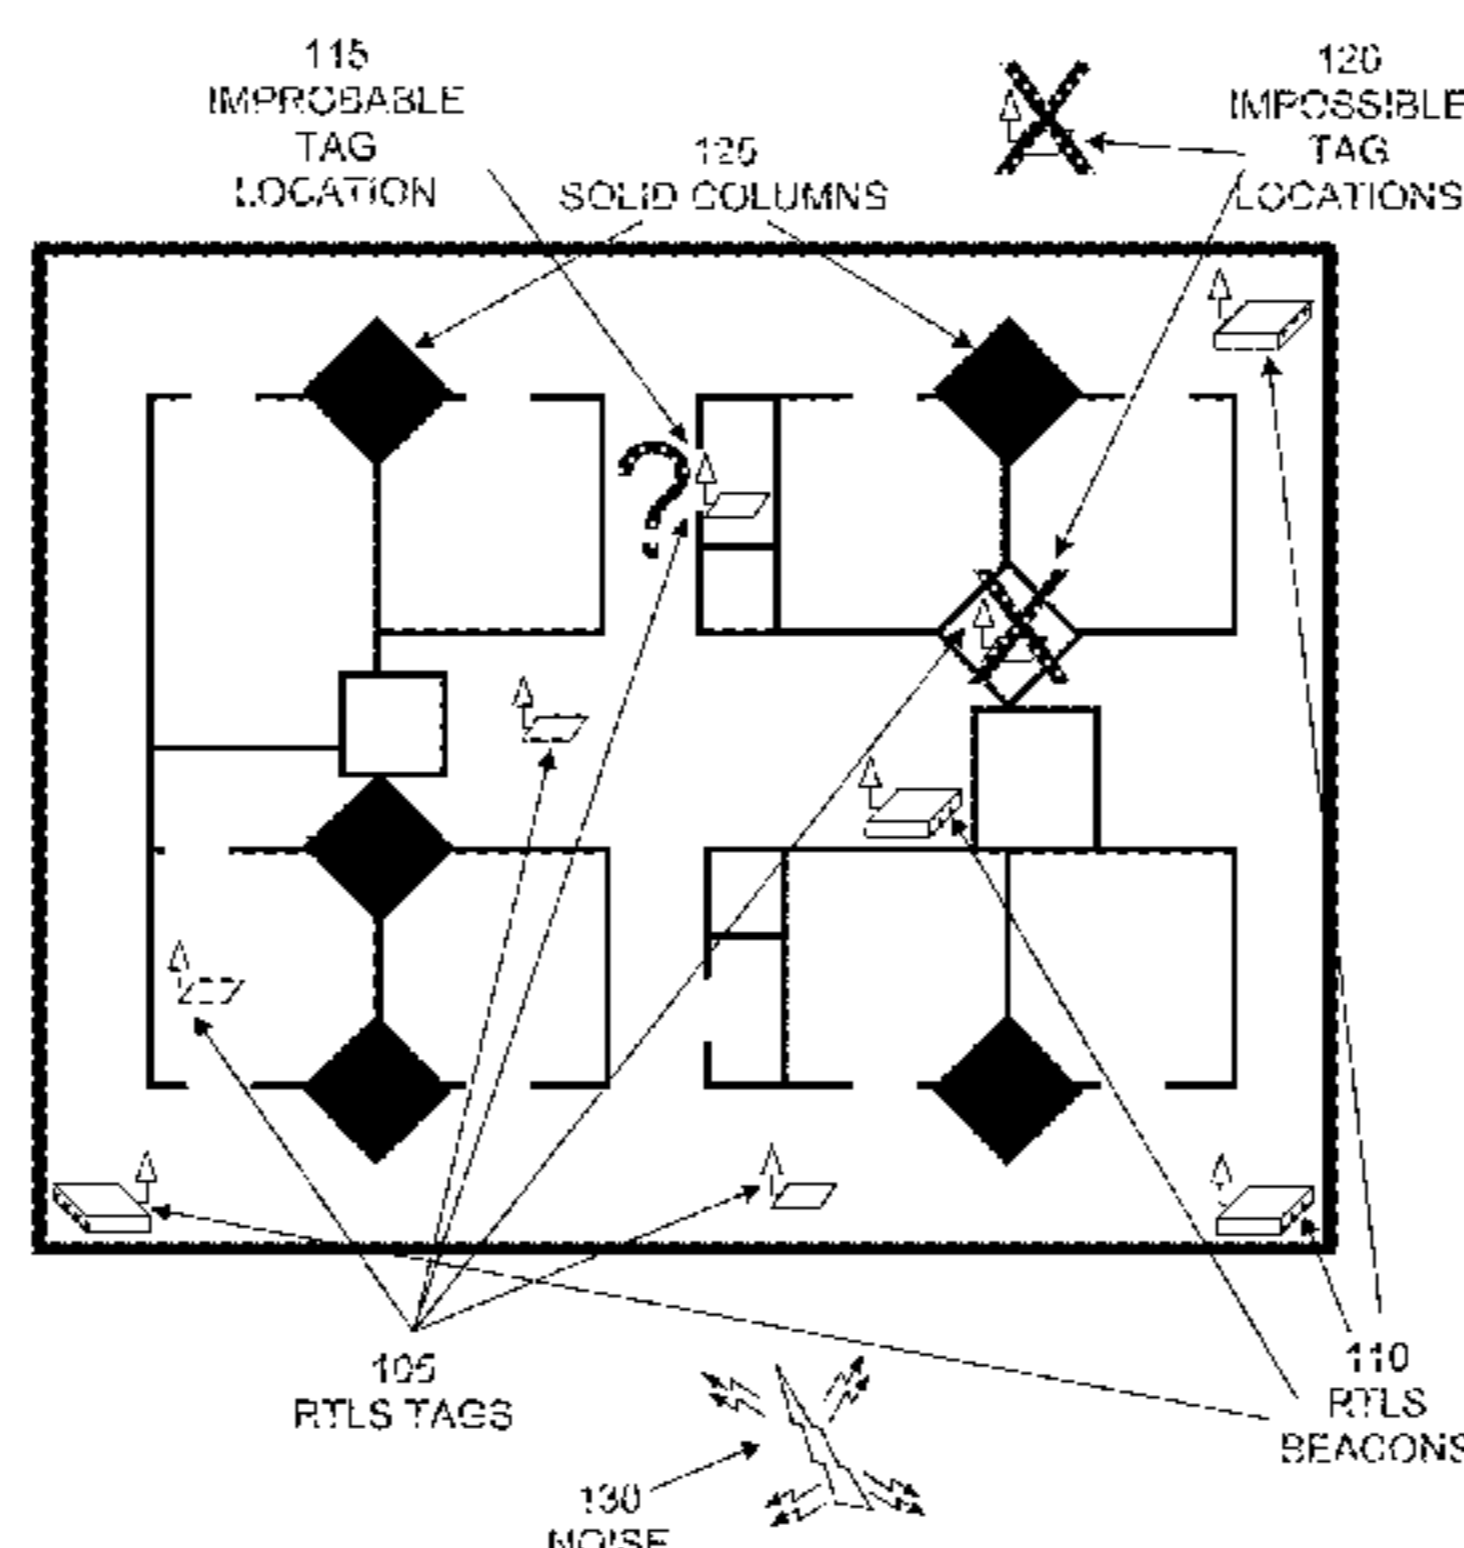 115
IMPROBABLE
TAG
LOCATION
125
SOLID COLUMNS
120
IMPOSSIBLE
TAG
LOCATIONS
?
105
RTLS TAGS
110
RTLS
BEACONS
130
NOISE